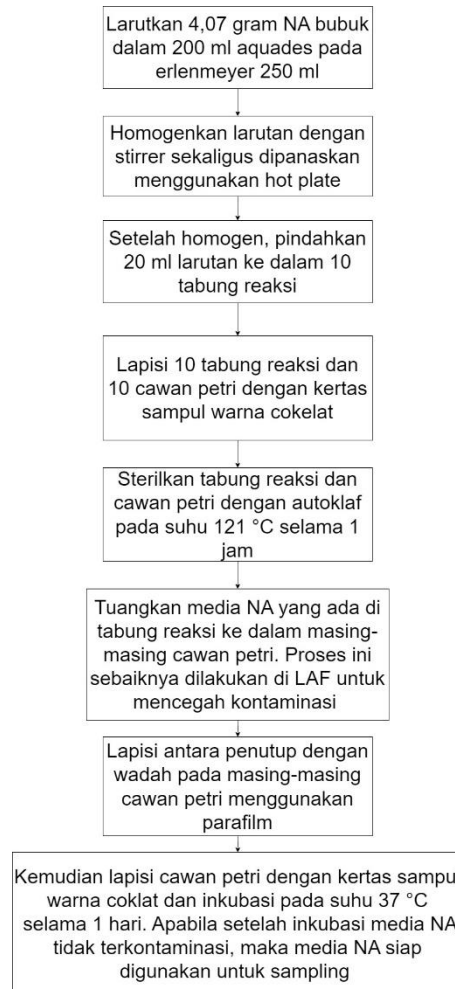 Larutkan 4,07 gram NA bubuk
dalam 200 ml aquades pada
erlenmeyer 250 ml
Homogenkan larutan dengan
stirrer sekaligus dipanaskan
menggunakan hot plate
Setelah homogen, pindahkan
20 ml larutan ke dalam 10
tabung reaksi
Lapisi 10 tabung reaksi dan
10 cawan petri dengan kertas
sampul warna cokelat
Sterilkan tabung reaksi dan
cawan petri dengan autoklaf
pada suhu 121 °C selama 1
jam
Tuangkan media NA yang ada di
tabung reaksi ke dalam masing-
masing cawan petri. Proses ini
sebaiknya dilakukan di LAF untuk
mencegah kontaminasi
Lapisi antara penutup dengan
wadah pada masing-masing
cawan petri menggunakan
parafilm
Kemudian lapisi cawan petri dengan kertas sampul
warna coklat dan inkubasi pada suhu 37 °C
selama 1 hari. Apabila setelah inkubasi media NA
tidak terkontaminasi, maka media NA siap
digunakan untuk sampling